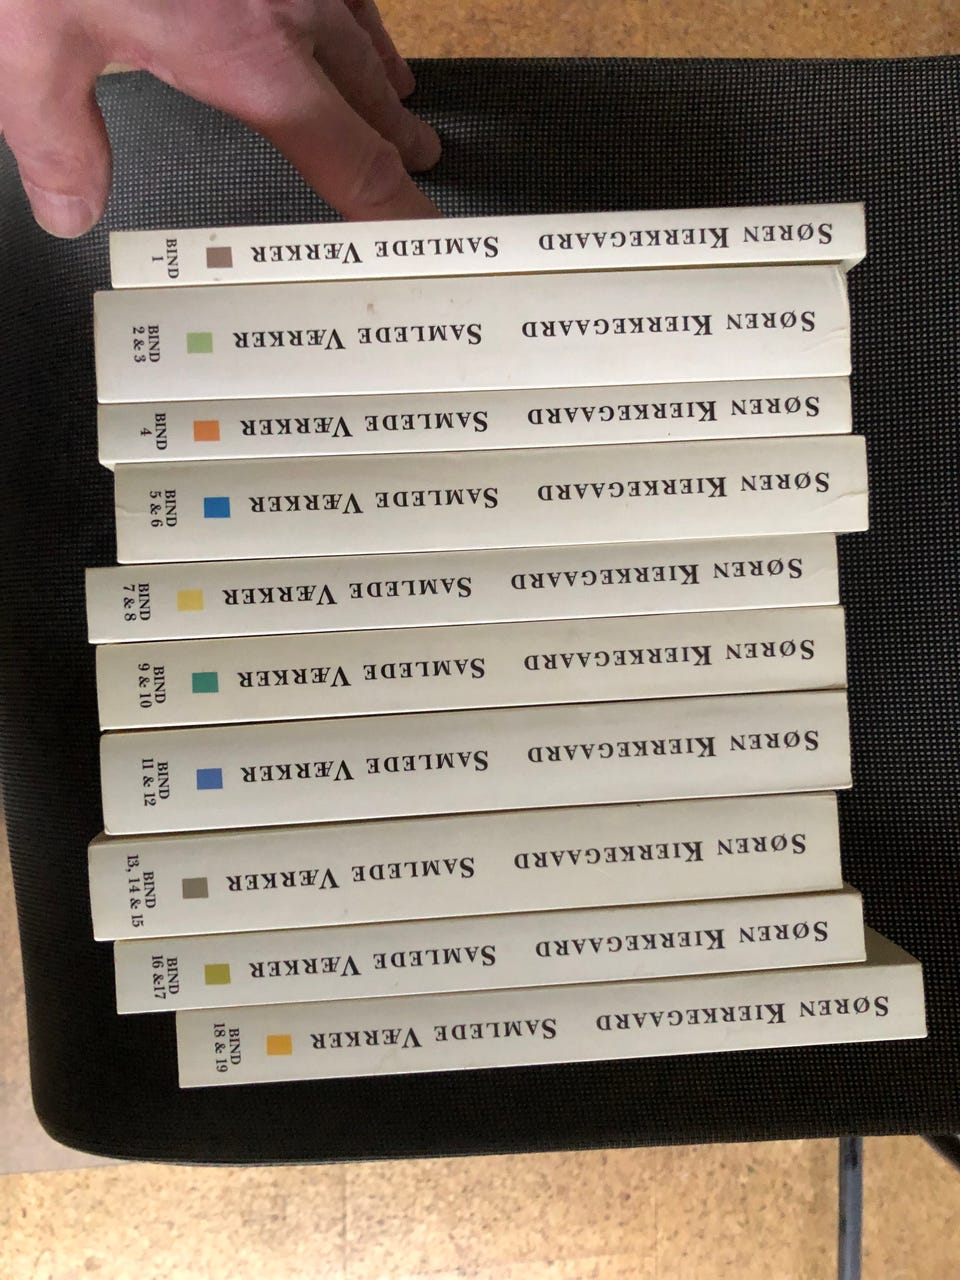 SØREN KIERKEGAARD SAMLEDE VÆRKER
BIND
1
SØREN KIERKEGAARD SAMLEDE VÆRKER
BIND
2 & 3
SØREN KIERKEGAARD SAMLEDE VÆRKER
BIND
4
SØREN KIERKEGAARD SAMLEDE VÆRKER
BIND
5 & 6
SØREN KIERKEGAARD SAMLEDE VÆRKER
BIND
7 & 8
SØREN KIERKEGAARD SAMLEDE VÆRKER
BIND
9 & 10
SØREN KIERKEGAARD SAMLEDE VÆRKER
BIND
11 & 12
SØREN KIERKEGAARD SAMLEDE VÆRKER
BIND
13, 14 & 15
SØREN KIERKEGAARD SAMLEDE VÆRKER
BIND
16 &17
SØREN KIERKEGAARD SAMLEDE VÆRKER
BIND
18 & 19